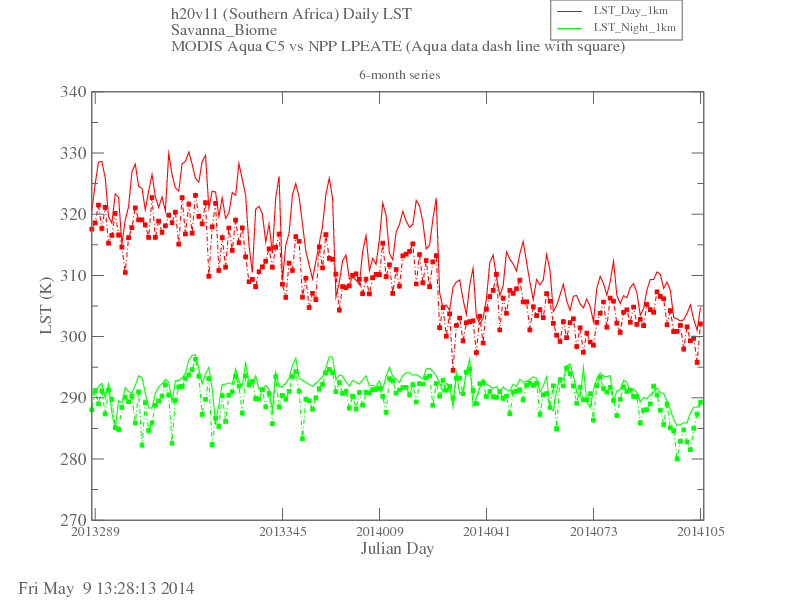 h20v11 (Southern Africa) Daily LST
Savanna_Biome
MODIS Aqua C5 vs NPP LPEATE (Aqua data dash line with square)
LST_Day_1km
LST_Night_1km
6-month series
340
330
320
310
300
290
280
270
LST (K)
2013289 2013345 2014009 2014041 2014073 2014105
Julian Day
Fri May 9 13:28:13 2014